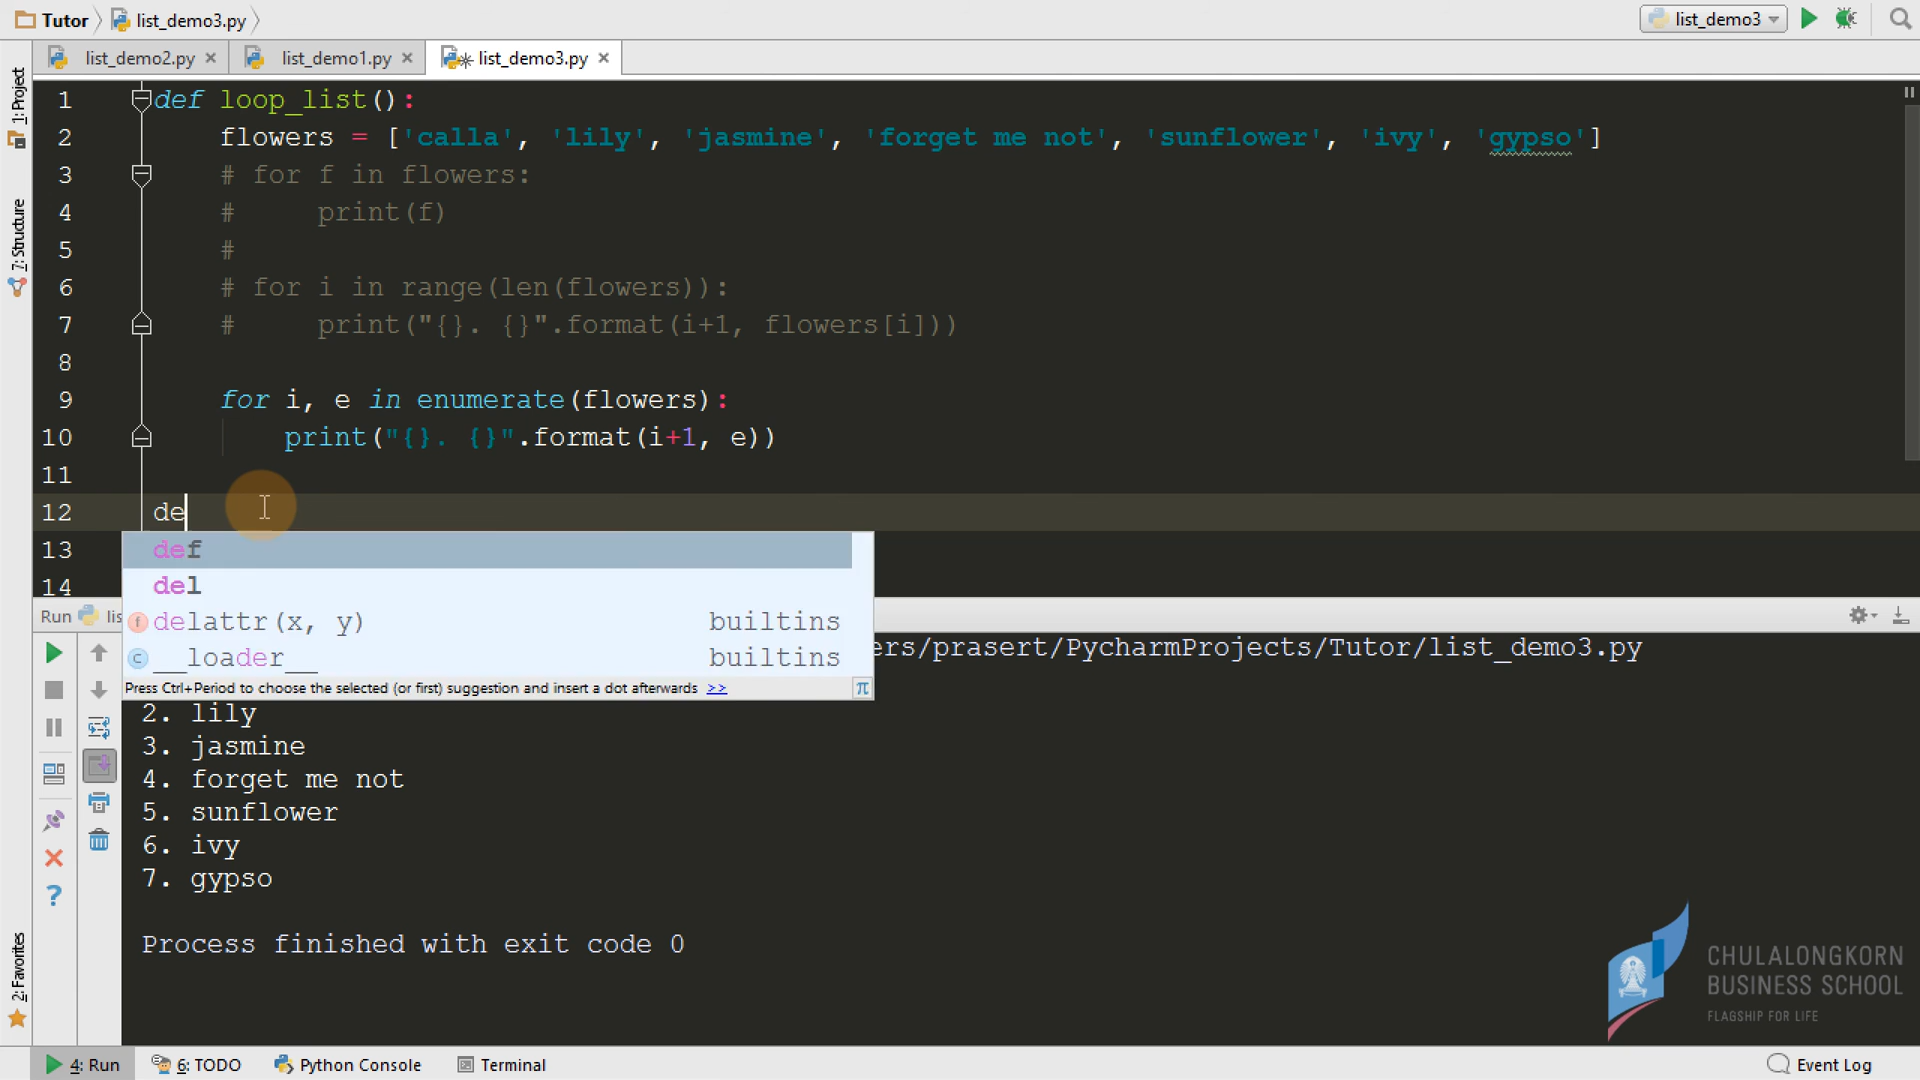 Tutor list_demo3.py list_demo3
list_demo2.py list_demo1.py list_demo3.py
1: Project
7: Structure
2: Favorites
1 def loop_list():
2 flowers = ['calla', 'lily', 'jasmine', 'forget me not', 'sunflower', 'ivy', 'gypso']
3 # for f in flowers:
4 # print(f)
5 #
6 # for i in range(len(flowers)):
7 # print("{}. {}".format(i+1, flowers[i]))
8
9 for i, e in enumerate(flowers):
10 print("{}. {}".format(i+1, e))
11
12 de
13
14
def
del
delattr(x, y) builtins
__loader__ builtins
Press Ctrl+Period to choose the selected (or first) suggestion and insert a dot afterwards >>
Run lis
ers/prasert/PycharmProjects/Tutor/list_demo3.py
2. lily
3. jasmine
4. forget me not
5. sunflower
6. ivy
7. gypso
Process finished with exit code 0
CHULALONGKORN
BUSINESS SCHOOL
FLAGSHIP FOR LIFE
4: Run 6: TODO Python Console Terminal Event Log